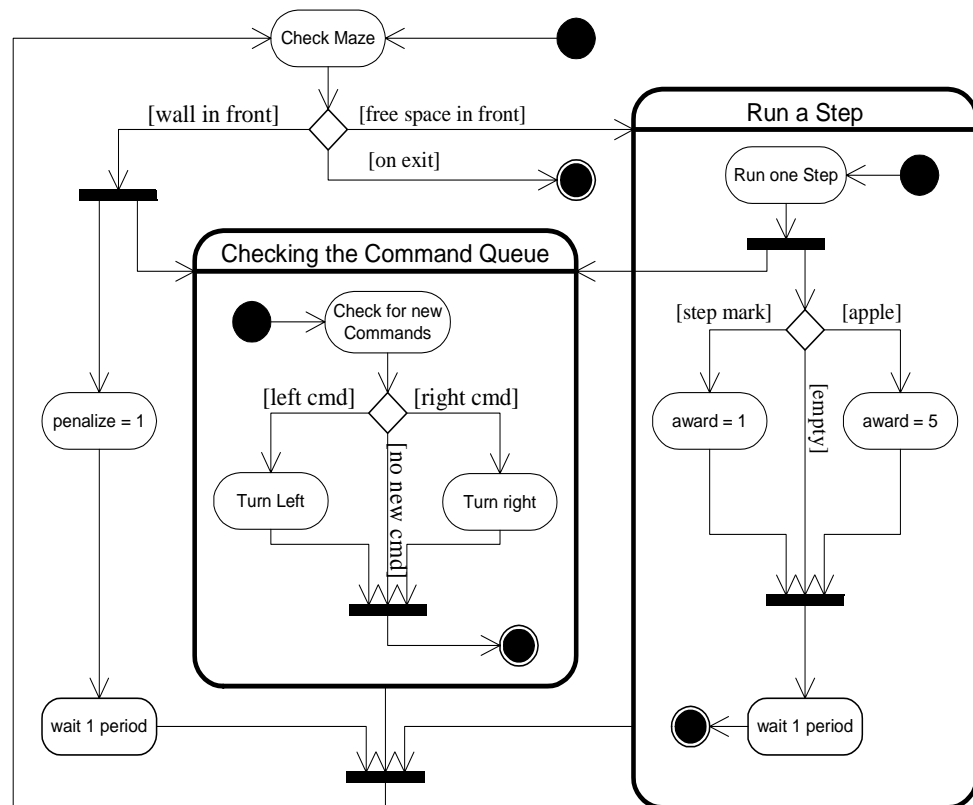 Check Maze
[wall in front]
[free space in front]
[on exit]
Run a Step
Run one Step
Checking the Command Queue
Check for new
Commands
[left cmd]
[right cmd]
[no new cmd]
Turn Left
Turn right
penalize = 1
wait 1 period
[step mark]
[apple]
[empty]
award = 1
award = 5
wait 1 period